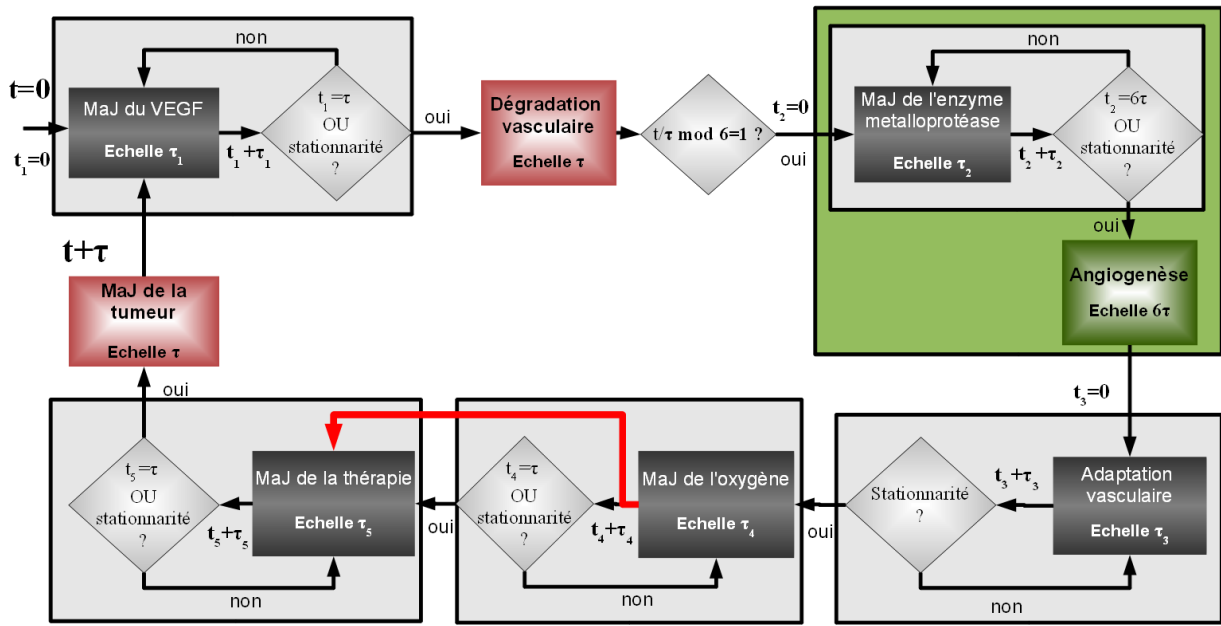 t=0
t₁=0
non
MaJ du VEGF
Echelle τ₁
t₁+τ₁
t₁=τ
OU
stationnarité
?
oui
Dégradation
vasculaire
Echelle τ
t/τ mod 6=1 ?
t₂=0
oui
non
MaJ de l'enzyme
metalloprotéase
Echelle τ₂
t₂+τ₂
t₂=6τ
OU
stationnarité
?
oui
Angiogenèse
Echelle 6τ
t₃=0
Adaptation
vasculaire
Echelle τ₃
t₃+τ₃
Stationnarité
?
non
oui
MaJ de l'oxygène
Echelle τ₄
t₄+τ₄
t₄=τ
OU
stationnarité
?
non
oui
MaJ de la thérapie
Echelle τ₅
t₅+τ₅
t₅=τ
OU
stationnarité
?
non
oui
MaJ de la
tumeur
Echelle τ
t+τ